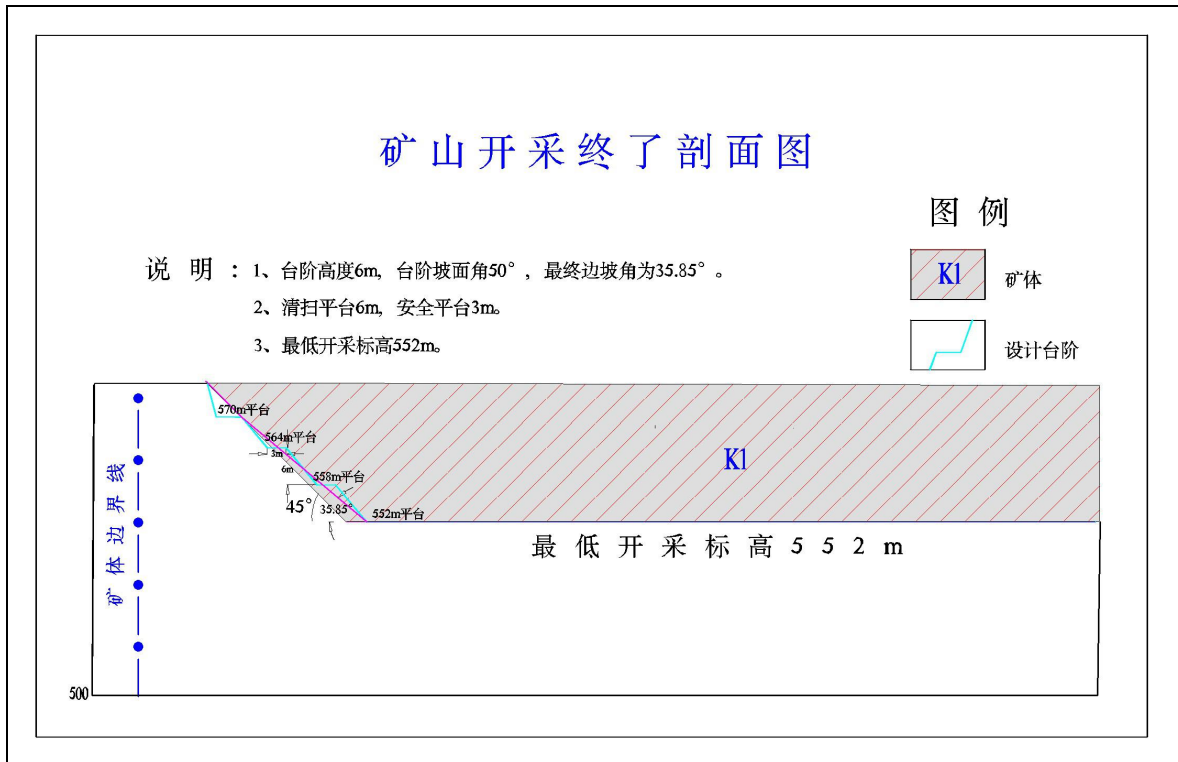 矿山开采终了剖面图
图例
说明：1、台阶高度6m，台阶坡面角50°，最终边坡角为35.85°。
2、清扫平台6m，安全平台3m。
3、最低开采标高552m。
K1
矿体
设计台阶
570m平台
564m平台
3m
6m
558m平台
45°
35.85°
552m平台
K1
最低开采标高552m
矿体边界线
500